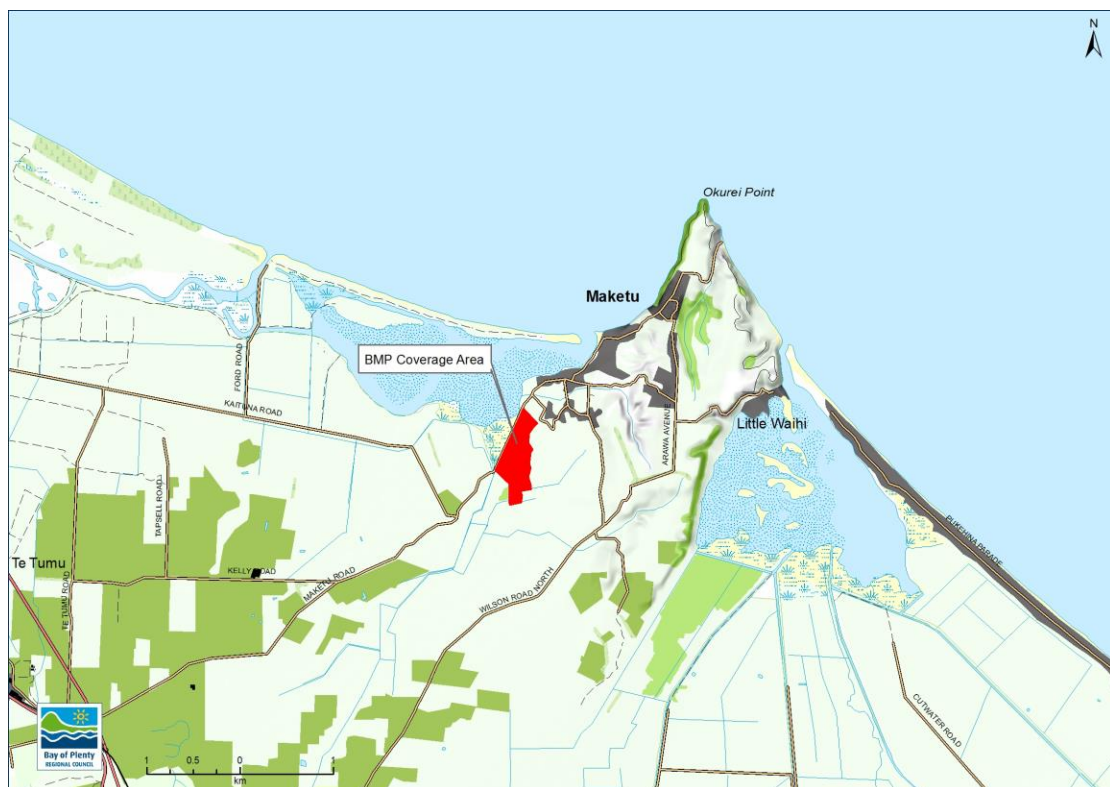 N
Okurei Point
Maketu
BMP Coverage Area
FORD ROAD
KAITUNA ROAD
Little Waihi
ARAWA AVENUE
TAPSELL ROAD
PUKEHINA PARADE
Te Tumu
KELLY ROAD
MAKETU ROAD
WILSON ROAD NORTH
TE TUMU ROAD
CUTWATER ROAD
Bay of Plenty
REGIONAL COUNCIL
1 0.5 0 1
km